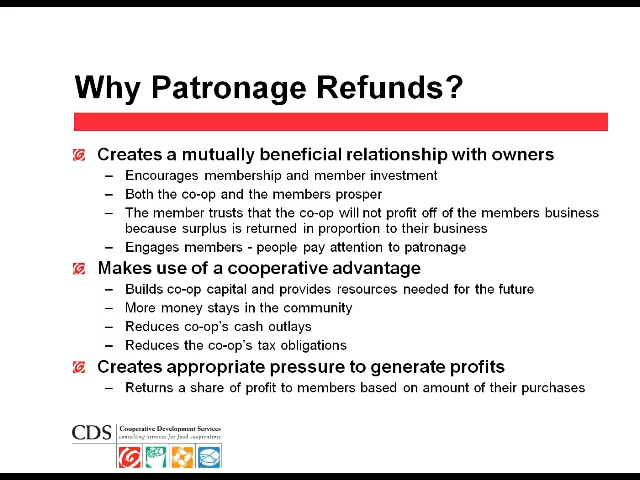 Why Patronage Refunds?
Creates a mutually beneficial relationship with owners
– Encourages membership and member investment
– Both the co-op and the members prosper
– The member trusts that the co-op will not profit off of the members business
because surplus is returned in proportion to their business
– Engages members - people pay attention to patronage
Makes use of a cooperative advantage
– Builds co-op capital and provides resources needed for the future
– More money stays in the community
– Reduces co-op's cash outlays
– Reduces the co-op's tax obligations
Creates appropriate pressure to generate profits
– Returns a share of profit to members based on amount of their purchases
CDS Cooperative Development Services
consulting services for food cooperatives